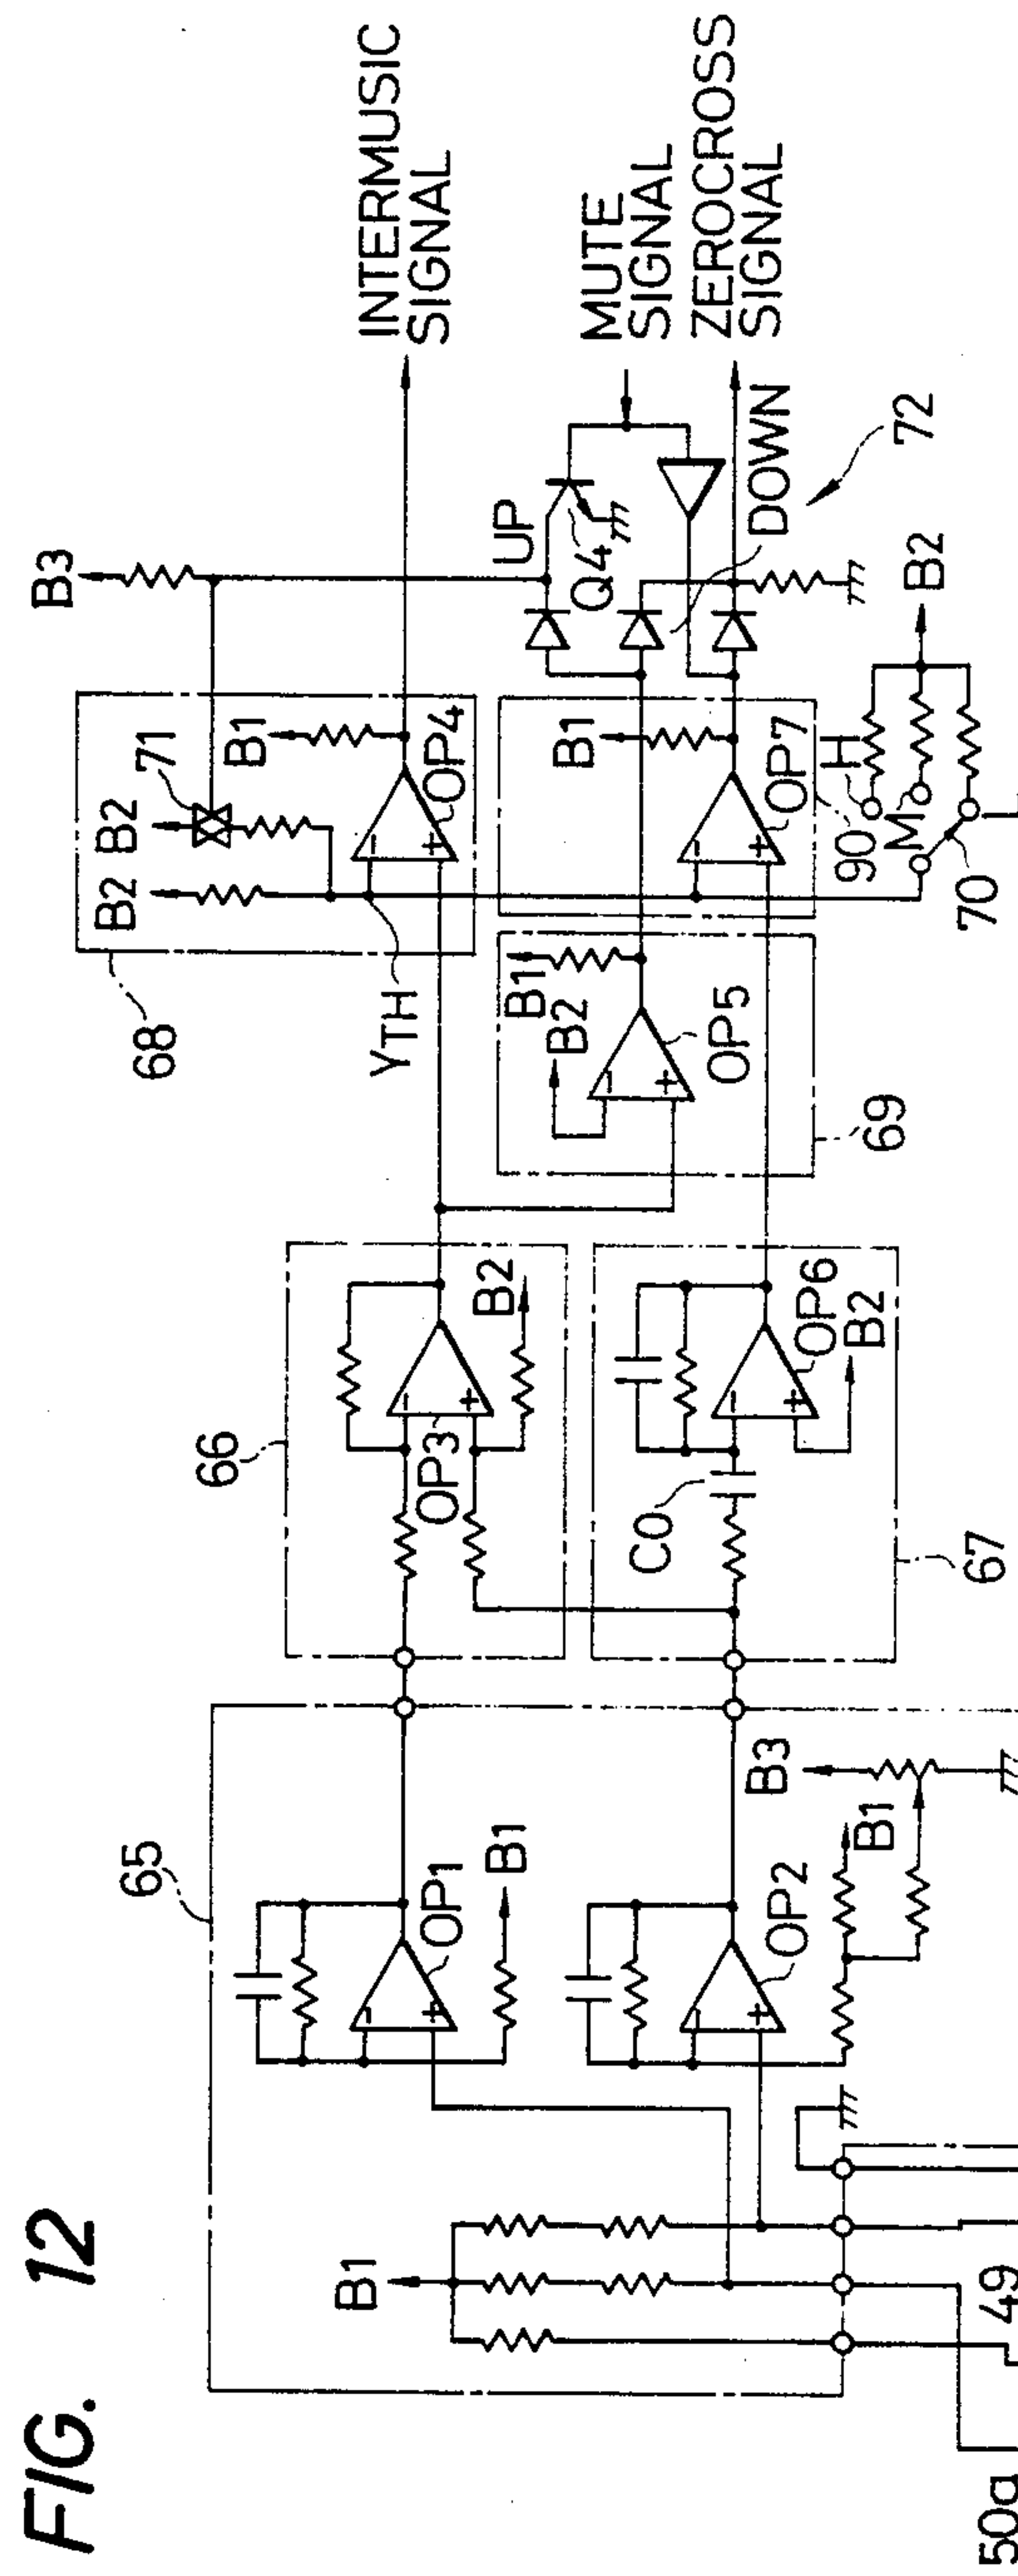 FIG. 12
65
B1
OP1
B1
OP2
B3
B1
49
50a
66
OP3
B2
C0
OP6
B2
67
68
B2
B2
71
B1
OP4
YTH
B1
B2
OP5
69
B1
OP7
90
H
M
70
B2
B3
UP
Q4
DOWN
72
INTERMUSIC
SIGNAL
MUTE
SIGNAL
ZEROCROSS
SIGNAL